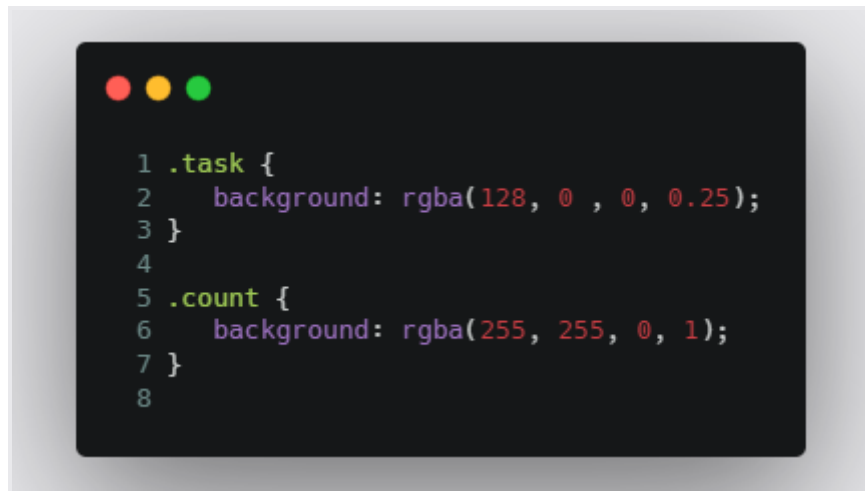 1 .task {
2    background: rgba(128, 0 , 0, 0.25);
3 }
4
5 .count {
6    background: rgba(255, 255, 0, 1);
7 }
8